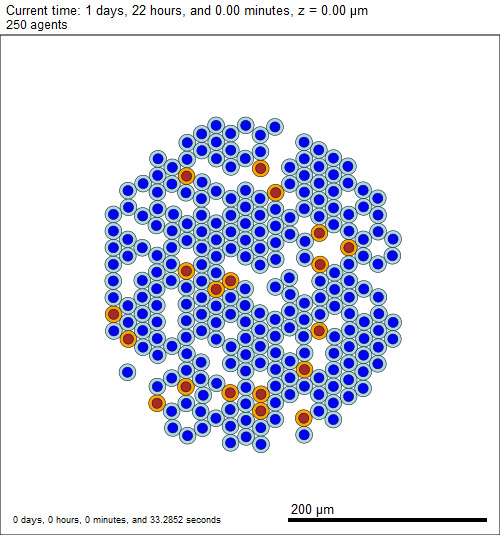 Current time: 1 days, 22 hours, and 0.00 minutes, z = 0.00 μm
250 agents
200 μm
0 days, 0 hours, 0 minutes, and 33.2852 seconds